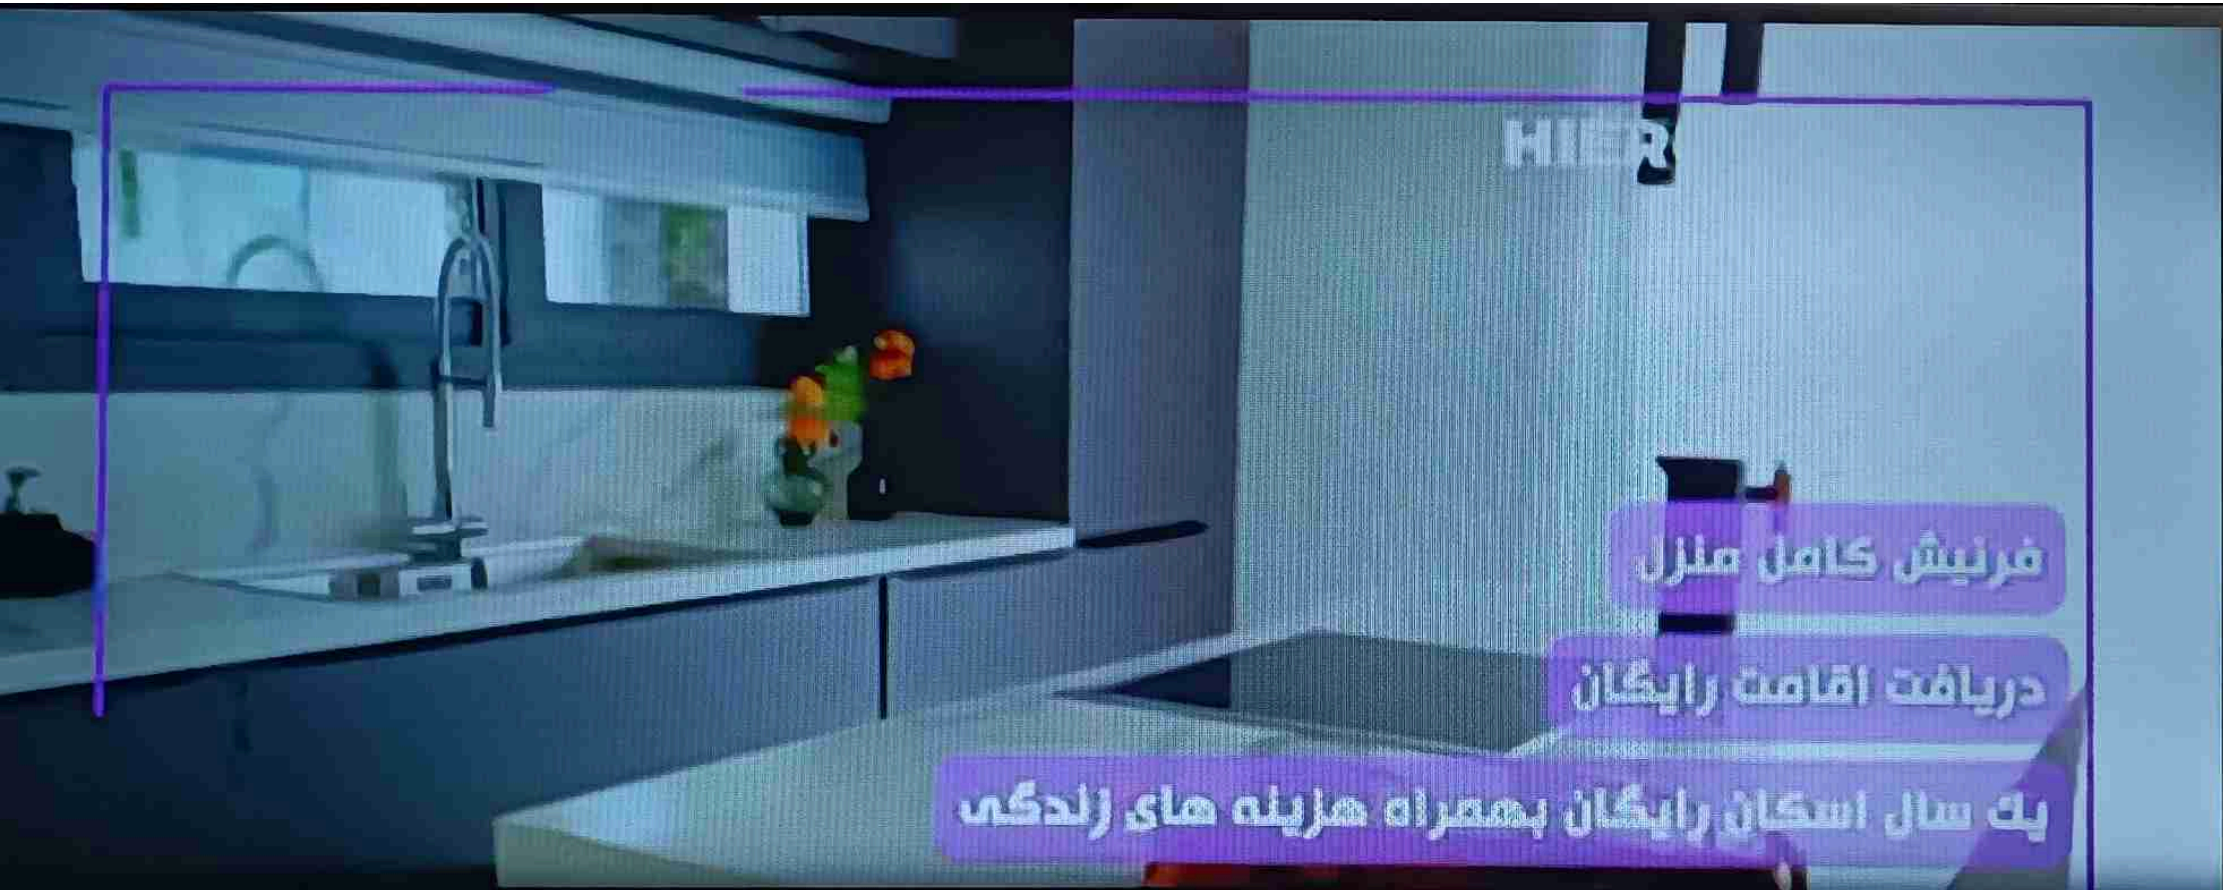 HIER
فرنیش کامل منزل
دریافت اقامت رایگان
یک سال اسکان رایگان بهمراه هزینه های زندگی